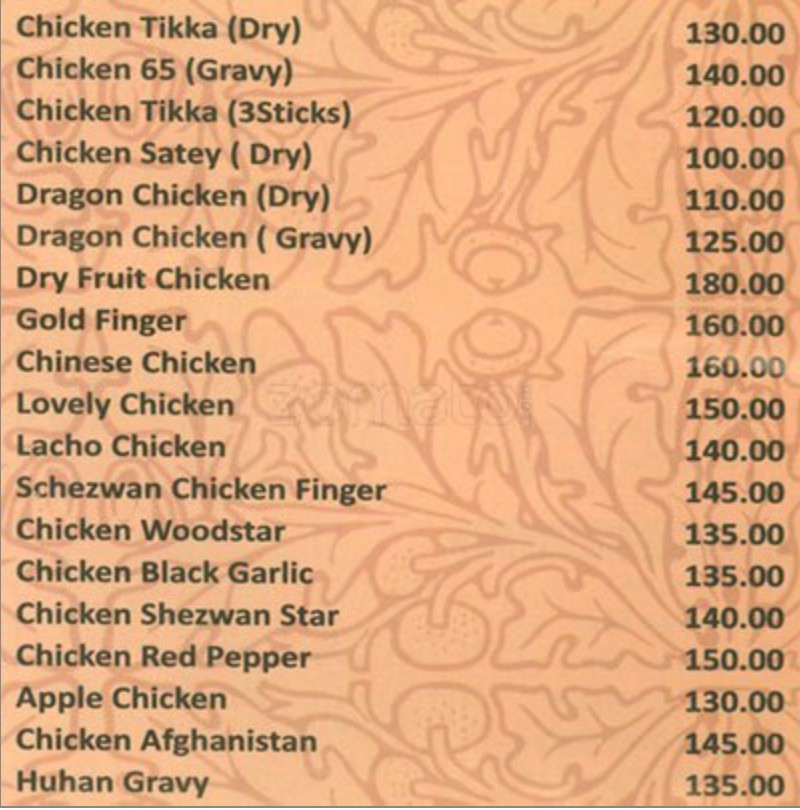 Chicken Tikka (Dry) 130.00
Chicken 65 (Gravy) 140.00
Chicken Tikka (3Sticks) 120.00
Chicken Satey ( Dry) 100.00
Dragon Chicken (Dry) 110.00
Dragon Chicken ( Gravy) 125.00
Dry Fruit Chicken 180.00
Gold Finger 160.00
Chinese Chicken 160.00
Lovely Chicken 150.00
zomato
Lacho Chicken 140.00
Schezwan Chicken Finger 145.00
Chicken Woodstar 135.00
Chicken Black Garlic 135.00
Chicken Shezwan Star 140.00
Chicken Red Pepper 150.00
Apple Chicken 130.00
Chicken Afghanistan 145.00
Huhan Gravy 135.00